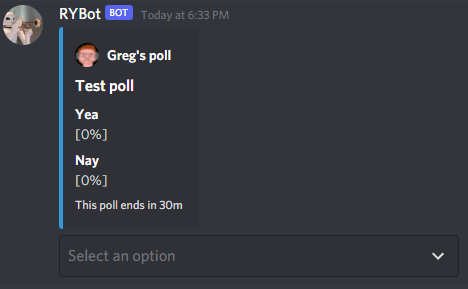 RYBot BOT Today at 6:33 PM
Greg's poll
Test poll
Yea
[0%]
Nay
[0%]
This poll ends in 30m
Select an option